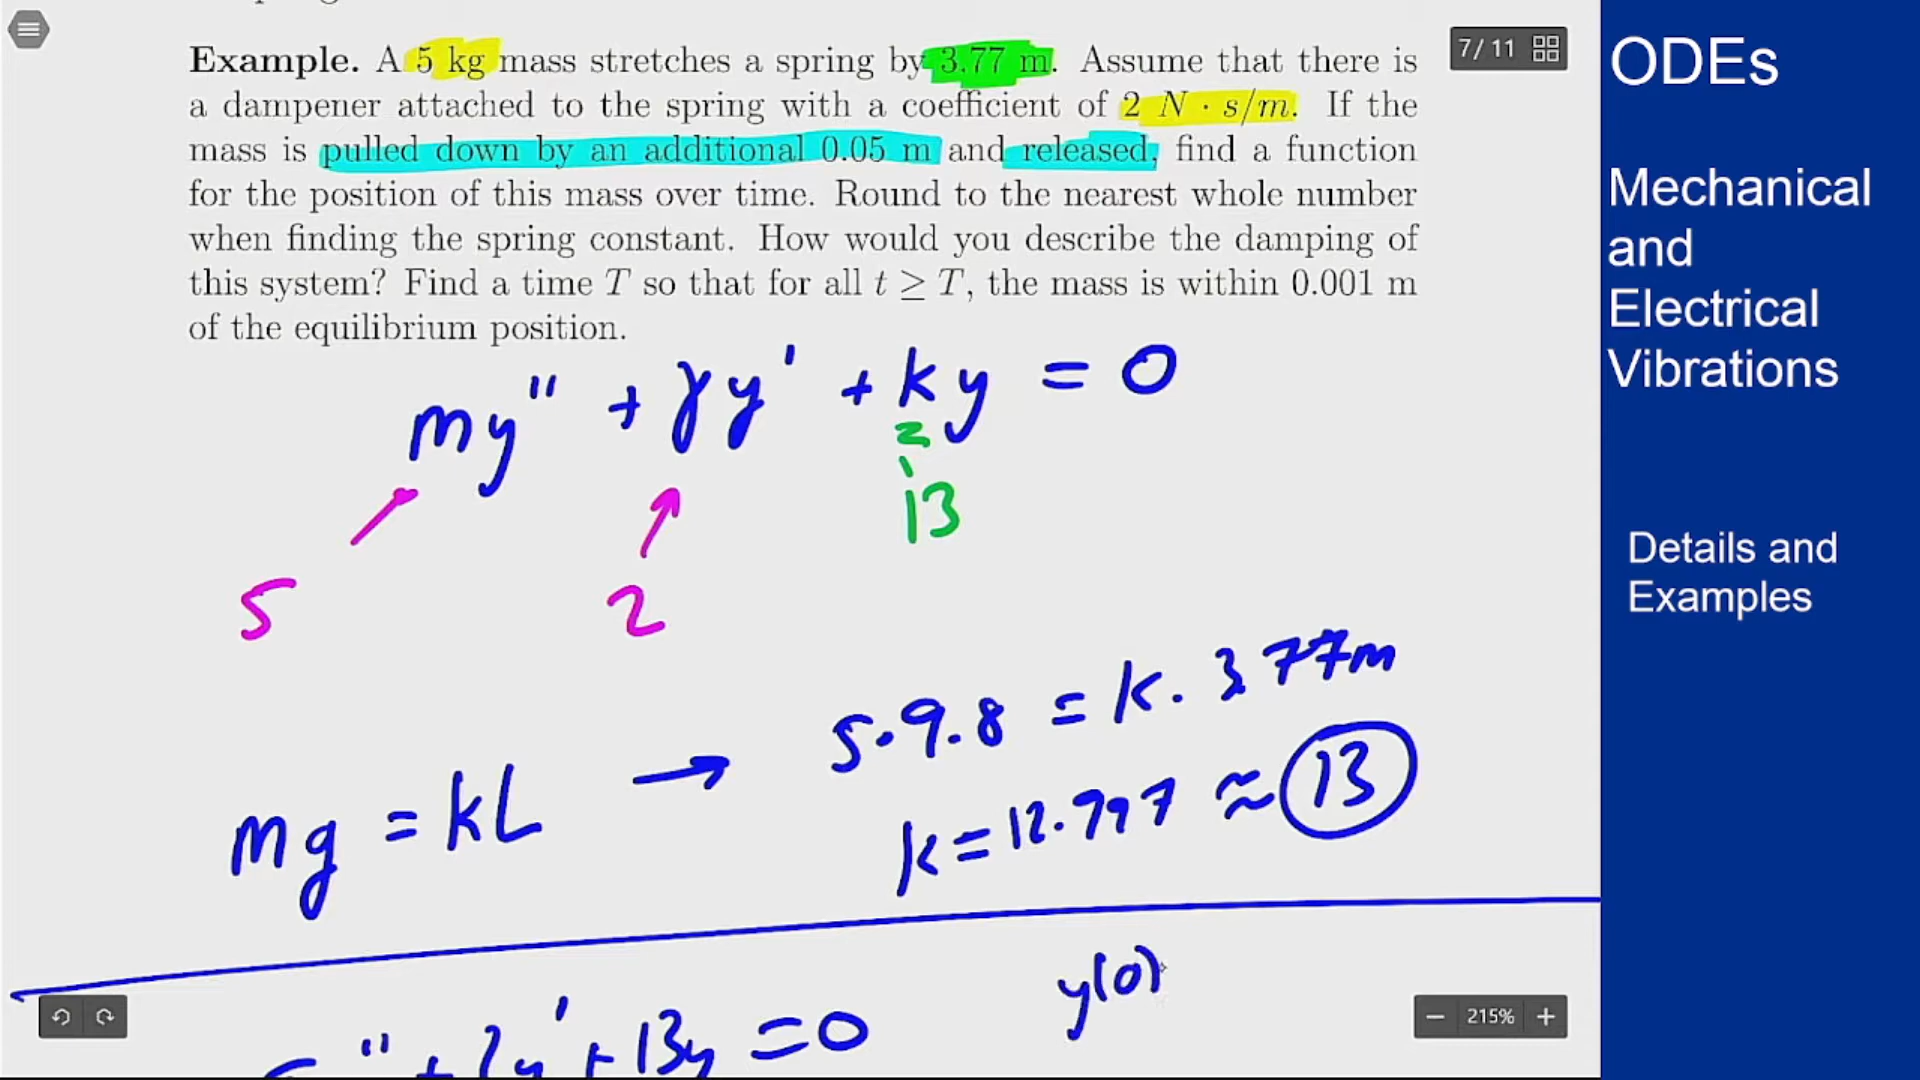 Example. A 5 kg mass stretches a spring by 3.77 m. Assume that there is
a dampener attached to the spring with a coefficient of 2 N · s/m. If the
mass is pulled down by an additional 0.05 m and released, find a function
for the position of this mass over time. Round to the nearest whole number
when finding the spring constant. How would you describe the damping of
this system? Find a time T so that for all t ≥ T, the mass is within 0.001 m
of the equilibrium position.
my" + γy' + ky = 0
13
5
2
5·9.8 = k. 3.77m
mg = kL →
k = 12.797 ≈ 13
y(0)
y" + 2y' + 13y = 0
7/ 11
215%
ODEs
Mechanical
and
Electrical
Vibrations
Details and
Examples